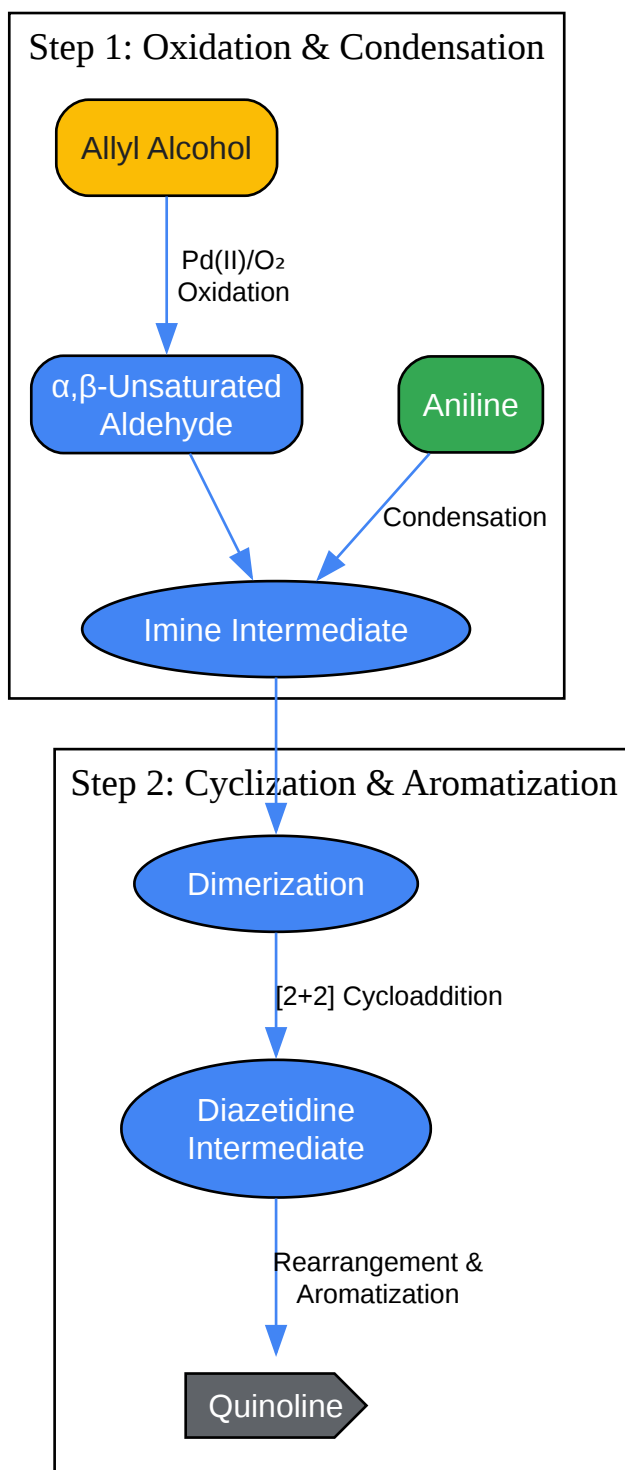 Step 1: Oxidation & Condensation
Allyl Alcohol
Pd(II)/O₂
Oxidation
α,β-Unsaturated
Aldehyde
Aniline
Condensation
Imine Intermediate
Step 2: Cyclization & Aromatization
Dimerization
[2+2] Cycloaddition
Diazetidine
Intermediate
Rearrangement &
Aromatization
Quinoline